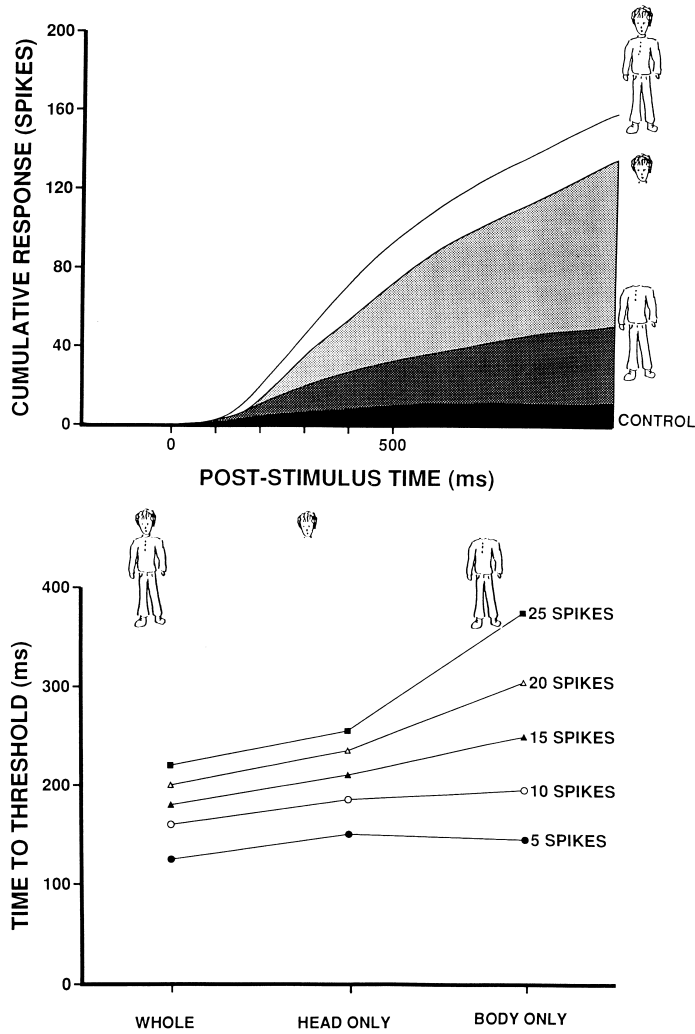 200
160
120
80
40
0
CUMULATIVE RESPONSE (SPIKES)
CONTROL
0
500
POST-STIMULUS TIME (ms)
400
300
200
100
0
TIME TO THRESHOLD (ms)
25 SPIKES
20 SPIKES
15 SPIKES
10 SPIKES
5 SPIKES
WHOLE
HEAD ONLY
BODY ONLY